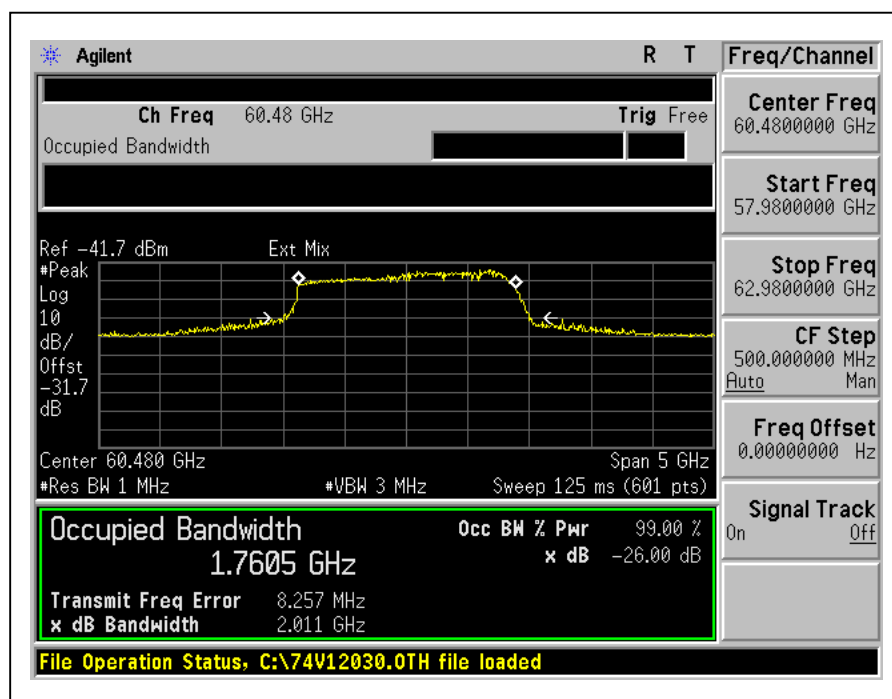 Agilent R T
Ch Freq 60.48 GHz Trig Free
Occupied Bandwidth
Ref -41.7 dBm Ext Mix
#Peak
Log
10
dB/
Offst
-31.7
dB
Center 60.480 GHz Span 5 GHz
#Res BW 1 MHz #VBW 3 MHz Sweep 125 ms (601 pts)
Occupied Bandwidth Occ BW % Pwr 99.00 %
1.7605 GHz x dB -26.00 dB
Transmit Freq Error 8.257 MHz
x dB Bandwidth 2.011 GHz
File Operation Status, C:\74V12030.OTH file loaded
Freq/Channel
Center Freq
60.4800000 GHz
Start Freq
57.9800000 GHz
Stop Freq
62.9800000 GHz
CF Step
500.000000 MHz
Auto Man
Freq Offset
0.00000000 Hz
Signal Track
On Off